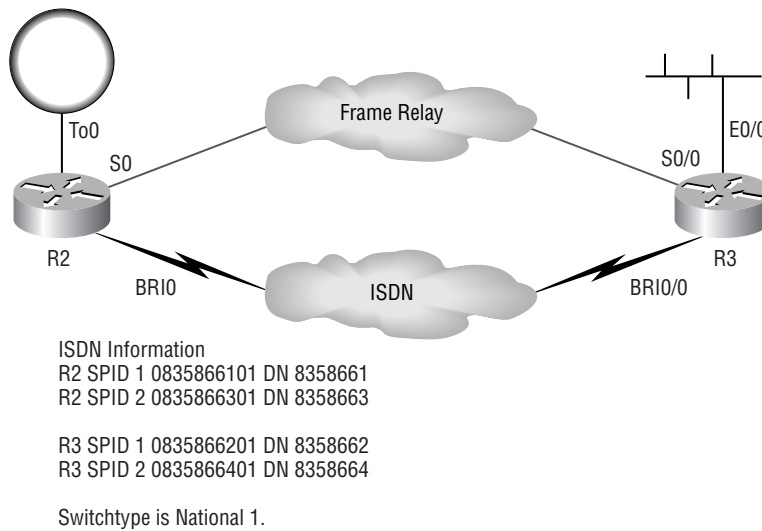 Frame Relay
To0
E0/0
S0
S0/0
R2
R3
BRI0
ISDN
BRI0/0
ISDN Information
R2 SPID 1 0835866101 DN 8358661
R2 SPID 2 0835866301 DN 8358663
R3 SPID 1 0835866201 DN 8358662
R3 SPID 2 0835866401 DN 8358664
Switchtype is National 1.